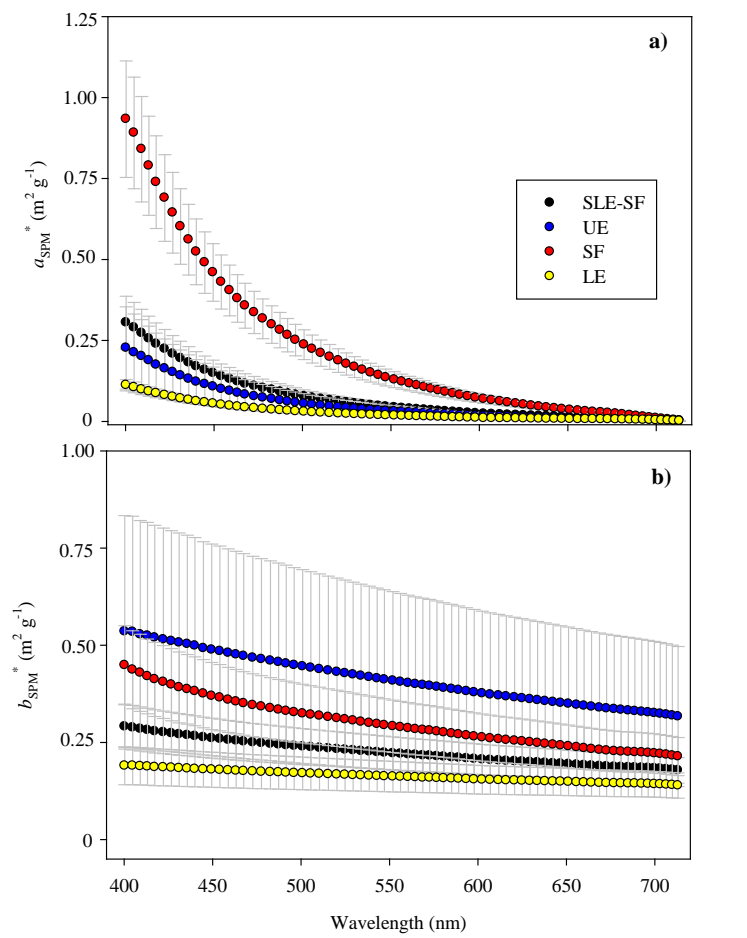 1.25
a)
1.00
0.75
0.50
0.25
0
aSPM* (m² g⁻¹)
SLE-SF
UE
SF
LE
1.00
b)
0.75
0.50
0.25
0
bSPM* (m² g⁻¹)
400 450 500 550 600 650 700
Wavelength (nm)